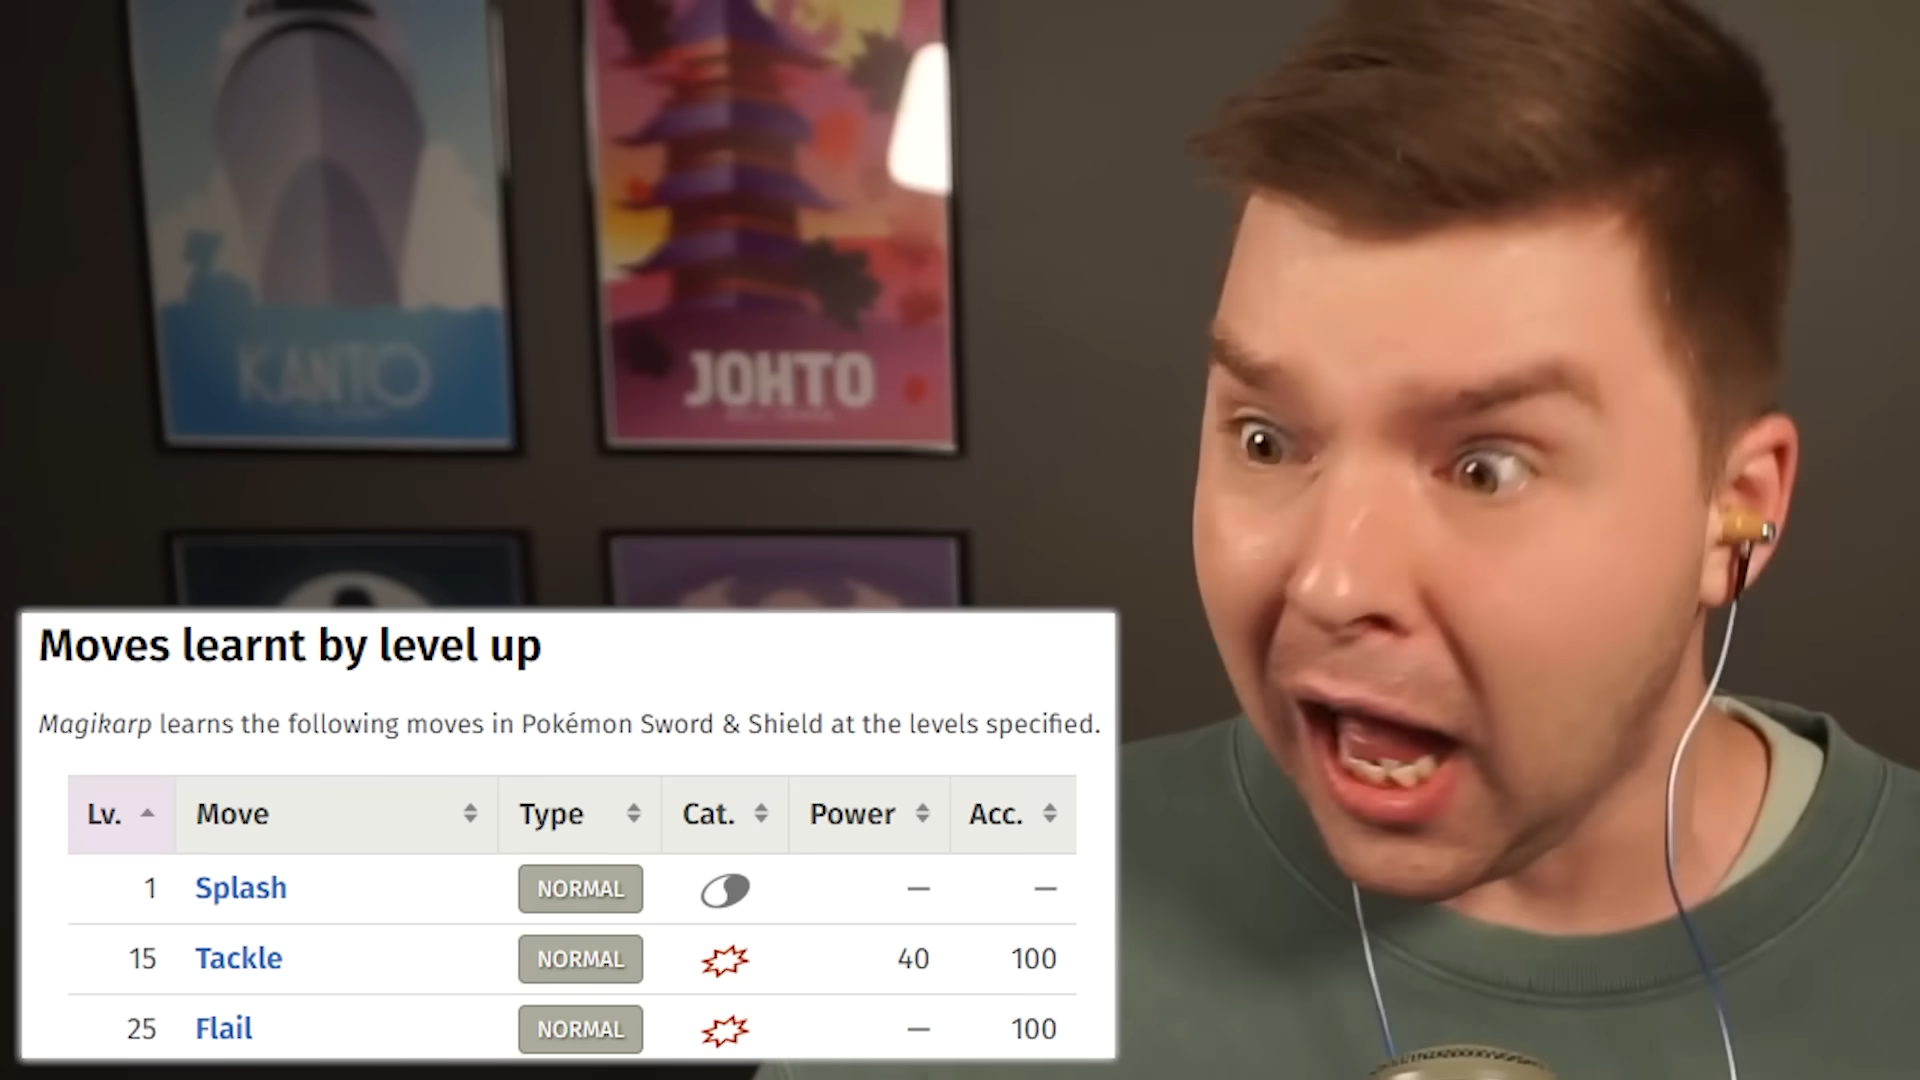 KANTO
JOHTO
Moves learnt by level up
Magikarp learns the following moves in Pokémon Sword & Shield at the levels specified.
Lv. Move Type Cat. Power Acc.
1 Splash NORMAL — —
15 Tackle NORMAL 40 100
25 Flail NORMAL — 100